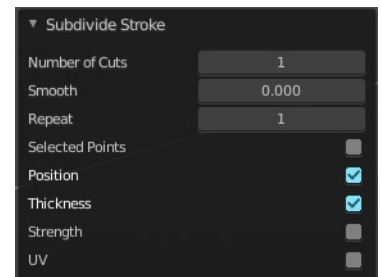 Subdivide Stroke
Number of Cuts 1
Smooth 0.000
Repeat 1
Selected Points
Position
Thickness
Strength
UV